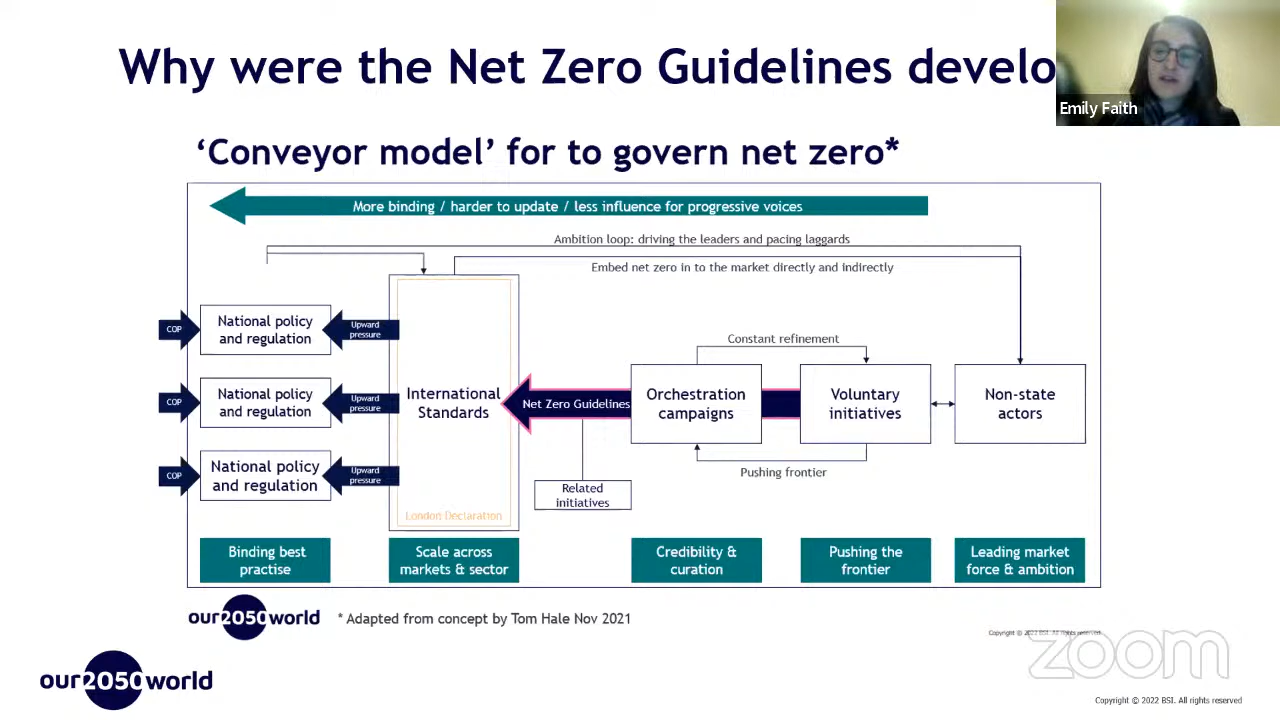 Why were the Net Zero Guidelines develo
Emily Faith
‘Conveyor model’ for to govern net zero*
More binding / harder to update / less influence for progressive voices
Ambition loop: driving the leaders and pacing laggards
Embed net zero in to the market directly and indirectly
COP
National policy
and regulation
Upward
pressure
COP
National policy
and regulation
Upward
pressure
COP
National policy
and regulation
Upward
pressure
International
Standards
London Declaration
Net Zero Guidelines
Related
initiatives
Orchestration
campaigns
Constant refinement
Pushing frontier
Voluntary
initiatives
Non-state
actors
Binding best
practise
Scale across
markets & sector
Credibility &
curation
Pushing the
frontier
Leading market
force & ambition
our2050world
* Adapted from concept by Tom Hale Nov 2021
Copyright © 2022 BSI. All rights reserved.
zoom
our2050world
Copyright © 2022 BSI. All rights reserved